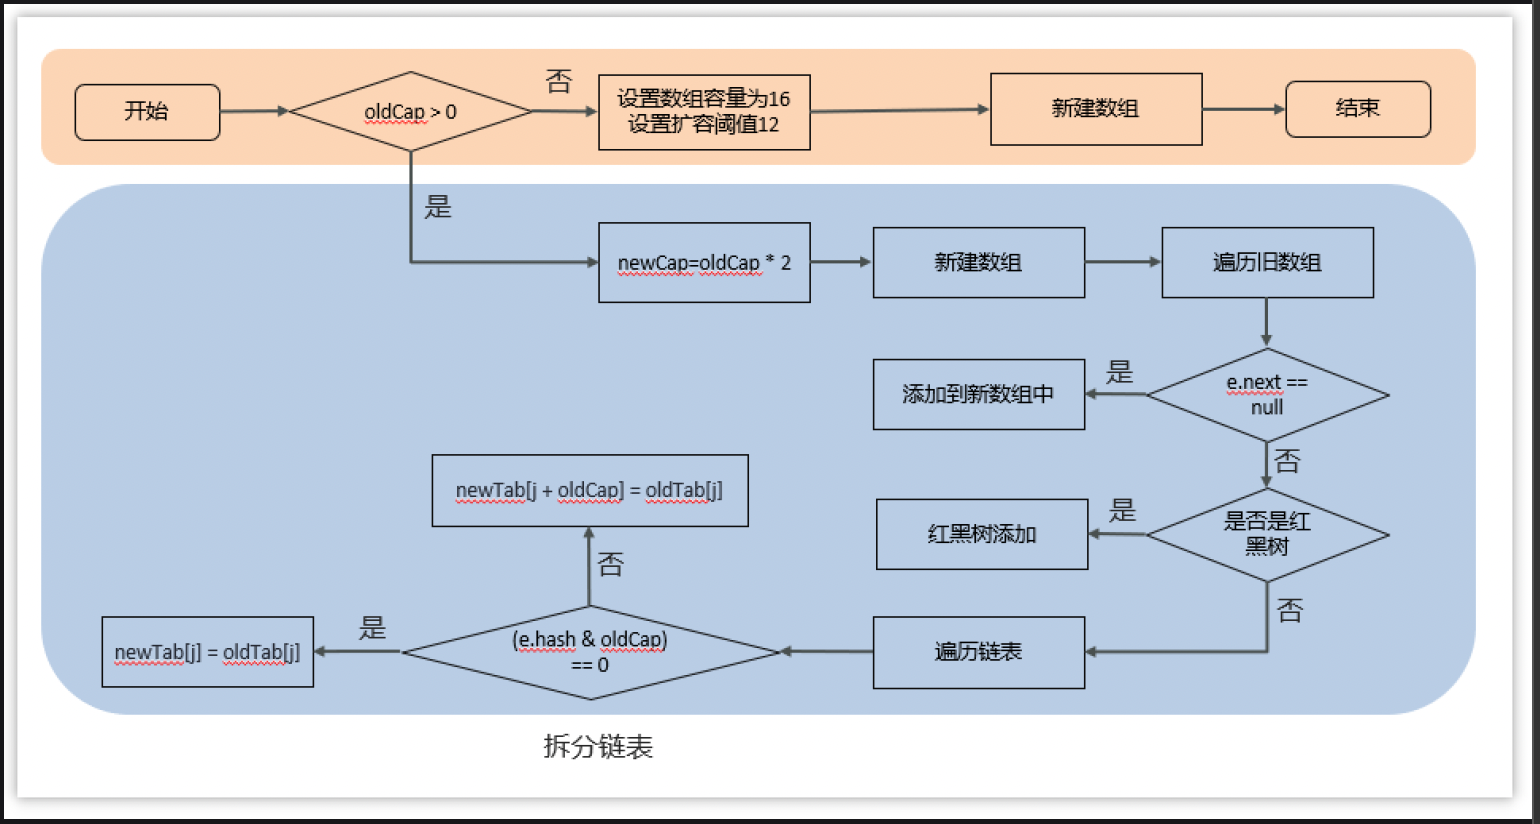 开始
oldCap > 0
否
设置数组容量为16
设置扩容阈值12
新建数组
结束
是
newCap=oldCap * 2
新建数组
遍历旧数组
e.next ==
null
是
添加到新数组中
否
是否是红
黑树
是
红黑树添加
否
遍历链表
(e.hash & oldCap)
== 0
否
newTab[j + oldCap] = oldTab[j]
是
newTab[j] = oldTab[j]
拆分链表